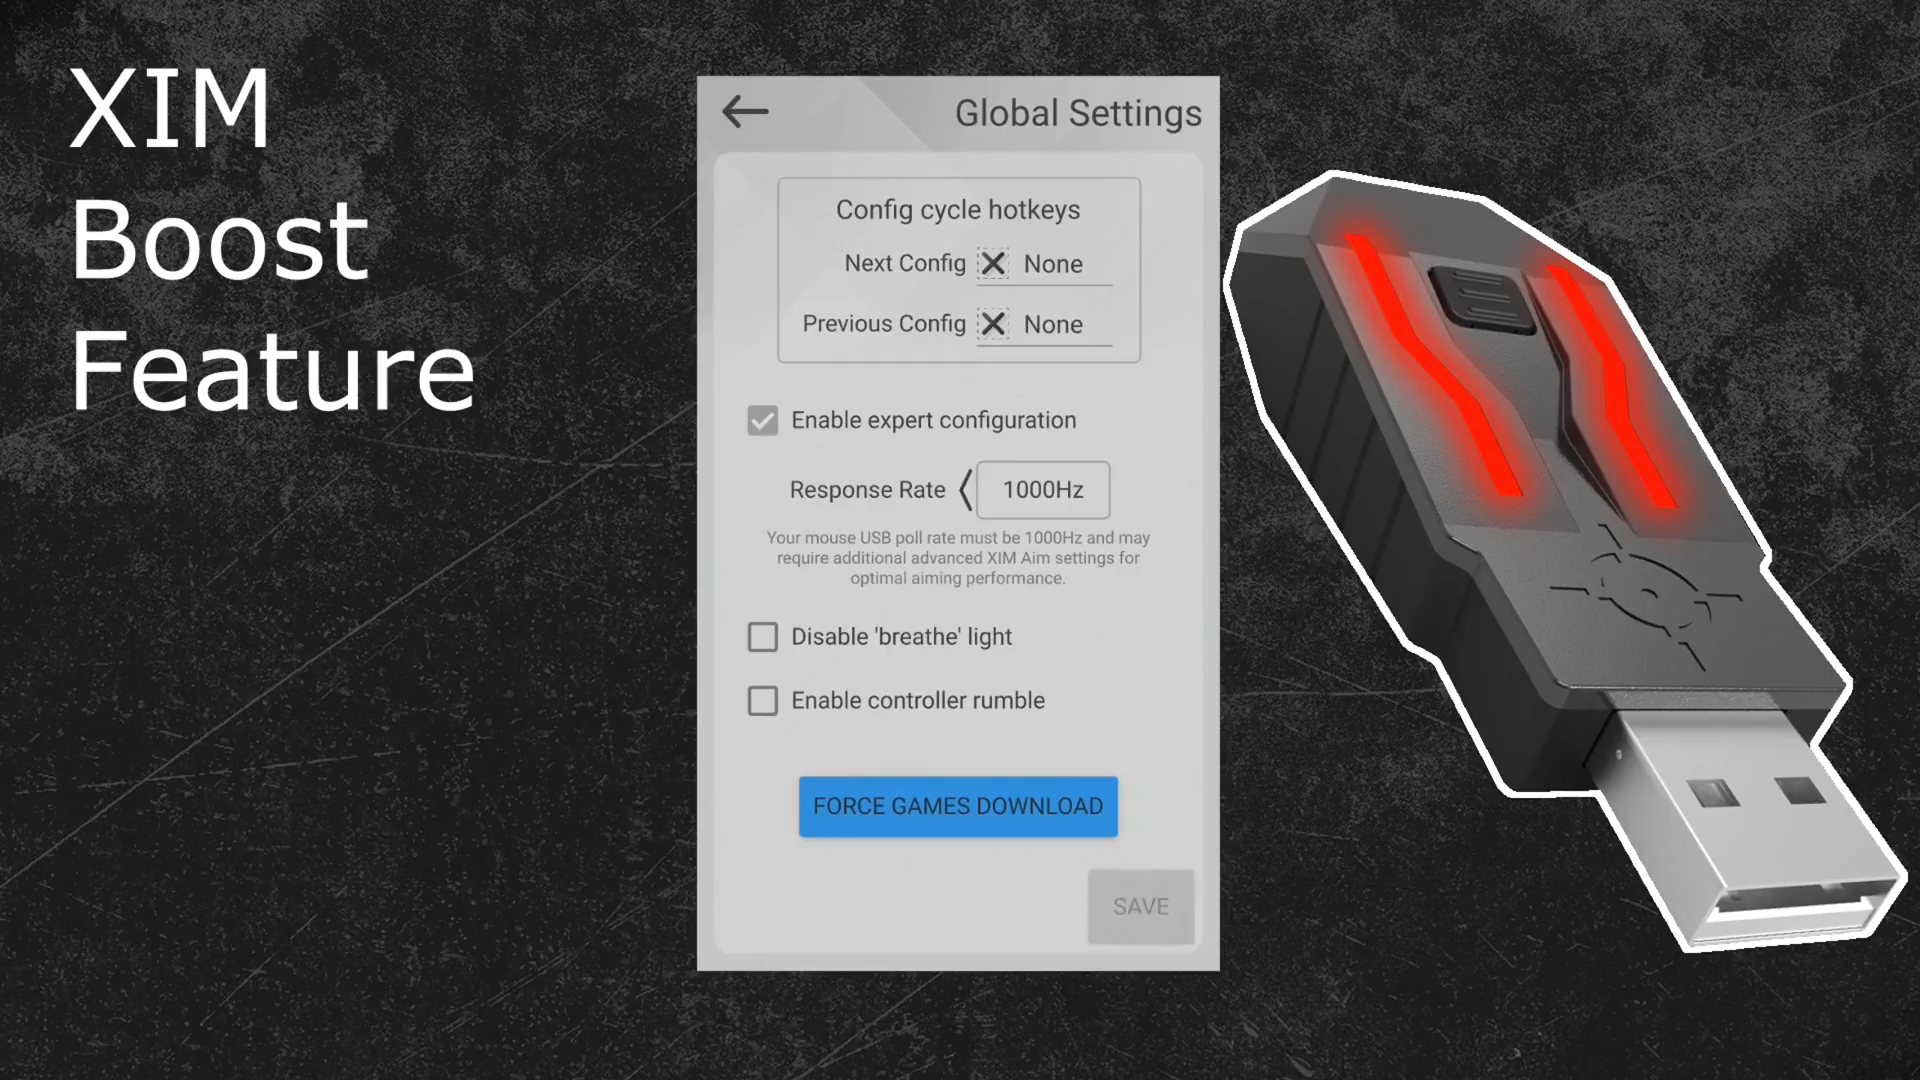 XIM
Boost
Feature
Global Settings
Config cycle hotkeys
Next Config None
Previous Config None
Enable expert configuration
Response Rate 1000Hz
Your mouse USB poll rate must be 1000Hz and may
require additional advanced XIM Aim settings for
optimal aiming performance.
Disable 'breathe' light
Enable controller rumble
FORCE GAMES DOWNLOAD
SAVE